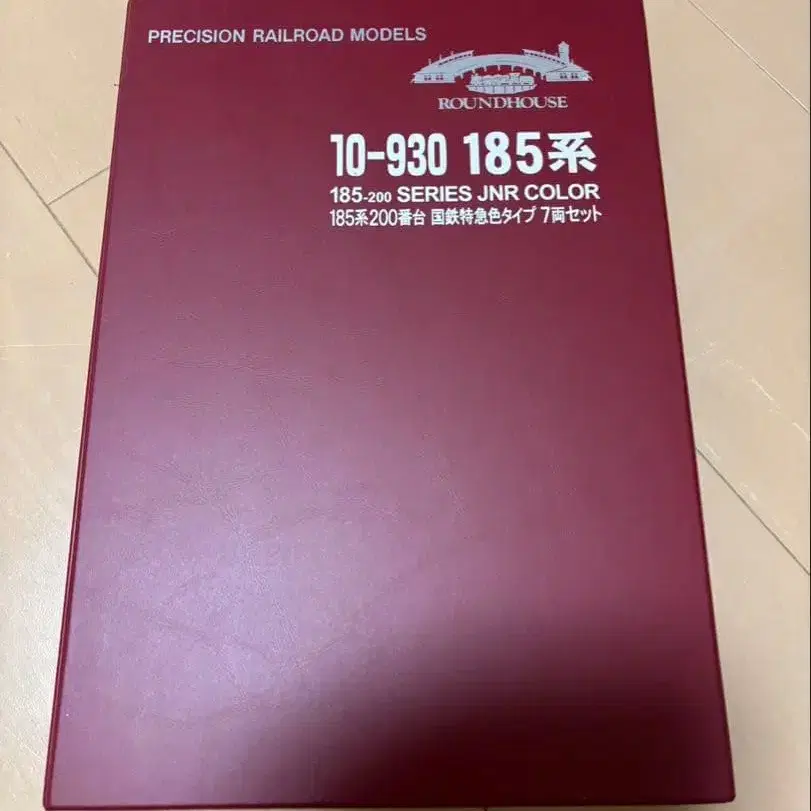 PRECISION RAILROAD MODELS
ROUNDHOUSE
10-930 185系
185-200 SERIES JNR COLOR
185系200番台 国鉄特急色タイプ 7両セット